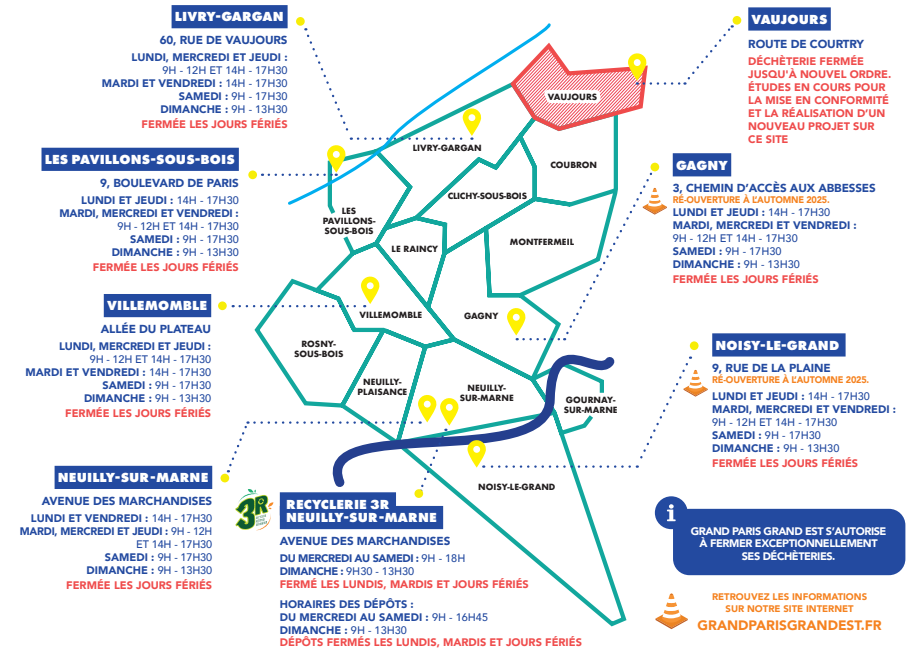 LIVRY-GARGAN
60, RUE DE VAUJOURS
LUNDI, MERCREDI ET JEUDI :
9H - 12H ET 14H - 17H30
MARDI ET VENDREDI : 14H - 17H30
SAMEDI : 9H - 17H30
DIMANCHE : 9H - 13H30
FERMÉE LES JOURS FÉRIÉS
LES PAVILLONS-SOUS-BOIS
9, BOULEVARD DE PARIS
LUNDI ET JEUDI : 14H - 17H30
MARDI, MERCREDI ET VENDREDI :
9H - 12H ET 14H - 17H30
SAMEDI : 9H - 17H30
DIMANCHE : 9H - 13H30
FERMÉE LES JOURS FÉRIÉS
VILLEMOMBLE
ALLÉE DU PLATEAU
LUNDI, MERCREDI ET JEUDI :
9H - 12H ET 14H - 17H30
MARDI ET VENDREDI : 14H - 17H30
SAMEDI : 9H - 17H30
DIMANCHE : 9H - 13H30
FERMÉE LES JOURS FÉRIÉS
NEUILLY-SUR-MARNE
AVENUE DES MARCHANDISES
LUNDI ET VENDREDI : 14H - 17H30
MARDI, MERCREDI ET JEUDI : 9H - 12H
ET 14H - 17H30
SAMEDI : 9H - 17H30
DIMANCHE : 9H - 13H30
FERMÉE LES JOURS FÉRIÉS
VAUJOURS
LIVRY-GARGAN
COUBRON
CLICHY-SOUS-BOIS
LES
PAVILLONS-
SOUS-BOIS
LE RAINCY
MONTFERMEIL
VILLEMOMBLE
GAGNY
ROSNY-
SOUS-BOIS
NEUILLY-
PLAISANCE
NEUILLY-
SUR-MARNE
GOURNAY-
SUR-MARNE
NOISY-LE-GRAND
3R
RECYCLERIE 3R
NEUILLY-SUR-MARNE
AVENUE DES MARCHANDISES
DU MERCREDI AU SAMEDI : 9H - 18H
DIMANCHE : 9H30 - 13H30
FERMÉ LES LUNDIS, MARDIS ET JOURS FÉRIÉS
HORAIRES DES DÉPÔTS :
DU MERCREDI AU SAMEDI : 9H - 16H45
DIMANCHE : 9H - 13H30
DÉPÔTS FERMÉS LES LUNDIS, MARDIS ET JOURS FÉRIÉS
VAUJOURS
ROUTE DE COURTRY
DÉCHÈTERIE FERMÉE
JUSQU'À NOUVEL ORDRE.
ÉTUDES EN COURS POUR
LA MISE EN CONFORMITÉ
ET LA RÉALISATION D'UN
NOUVEAU PROJET SUR
CE SITE
GAGNY
3, CHEMIN D'ACCÈS AUX ABBESSES
RÉ-OUVERTURE À L'AUTOMNE 2025.
LUNDI ET JEUDI : 14H - 17H30
MARDI, MERCREDI ET VENDREDI :
9H - 12H ET 14H - 17H30
SAMEDI : 9H - 17H30
DIMANCHE : 9H - 13H30
FERMÉE LES JOURS FÉRIÉS
NOISY-LE-GRAND
9, RUE DE LA PLAINE
RÉ-OUVERTURE À L'AUTOMNE 2025.
LUNDI ET JEUDI : 14H - 17H30
MARDI, MERCREDI ET VENDREDI :
9H - 12H ET 14H - 17H30
SAMEDI : 9H - 17H30
DIMANCHE : 9H - 13H30
FERMÉE LES JOURS FÉRIÉS
i
GRAND PARIS GRAND EST S'AUTORISE
À FERMER EXCEPTIONNELLEMENT
SES DÉCHÈTERIES.
RETROUVEZ LES INFORMATIONS
SUR NOTRE SITE INTERNET
GRANDPARISGRANDEST.FR